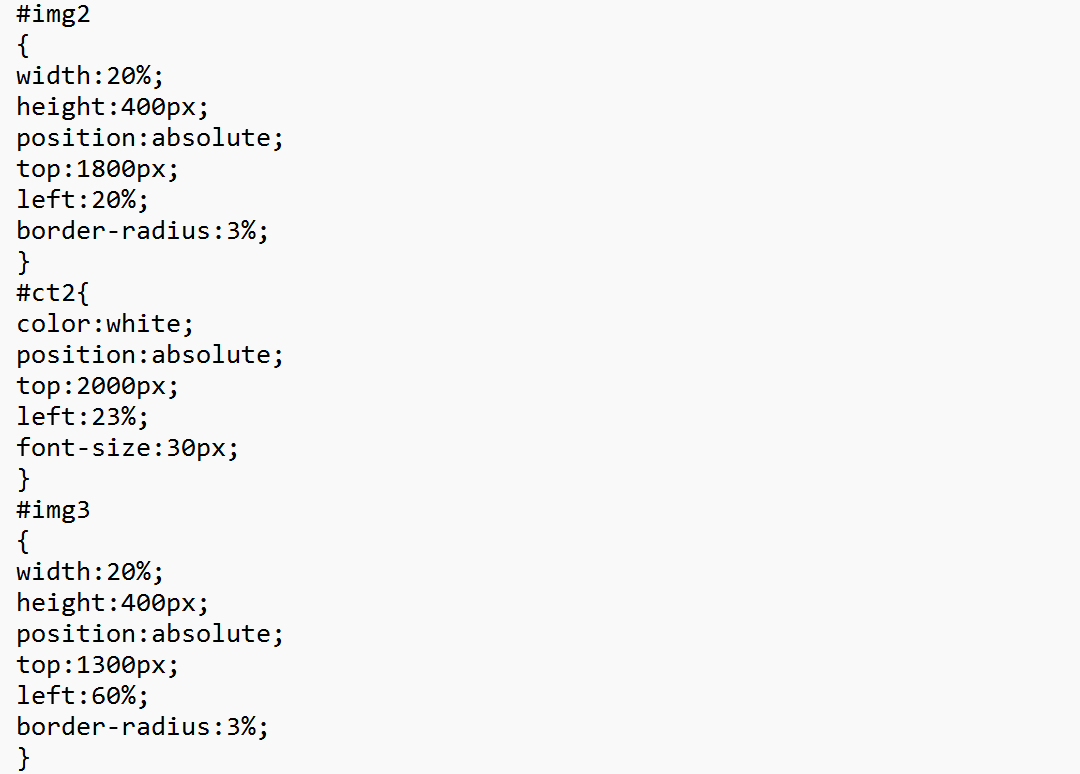 #img2
{
width:20%;
height:400px;
position:absolute;
top:1800px;
left:20%;
border-radius:3%;
}
#ct2{
color:white;
position:absolute;
top:2000px;
left:23%;
font-size:30px;
}
#img3
{
width:20%;
height:400px;
position:absolute;
top:1300px;
left:60%;
border-radius:3%;
}